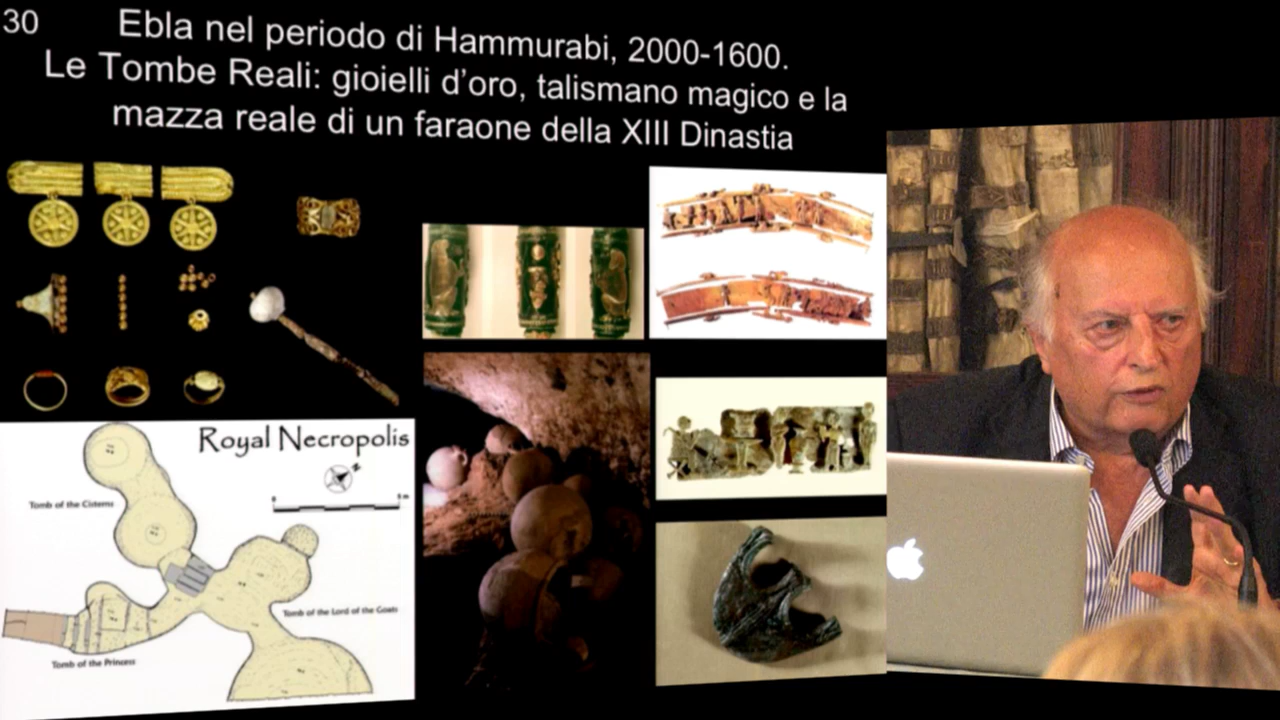 30
Ebla nel periodo di Hammurabi, 2000-1600.
Le Tombe Reali: gioielli d'oro, talismano magico e la
mazza reale di un faraone della XIII Dinastia
Royal Necropolis
Tomb of the Cisterns
Tomb of the Lord of the Goats
Tomb of the Princess